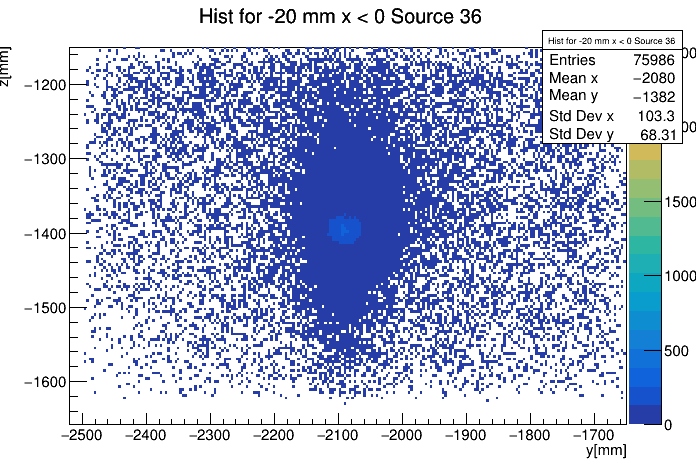 Hist for -20 mm x < 0 Source 36
z[mm]
Hist for -20 mm x < 0 Source 36
Entries 75986
Mean x −2080
Mean y −1382
Std Dev x 103.3
Std Dev y 68.31
−1200
−1300
−1400
−1500
−1600
1500
1000
500
0
−2500 −2400 −2300 −2200 −2100 −2000 −1900 −1800 −1700
y[mm]